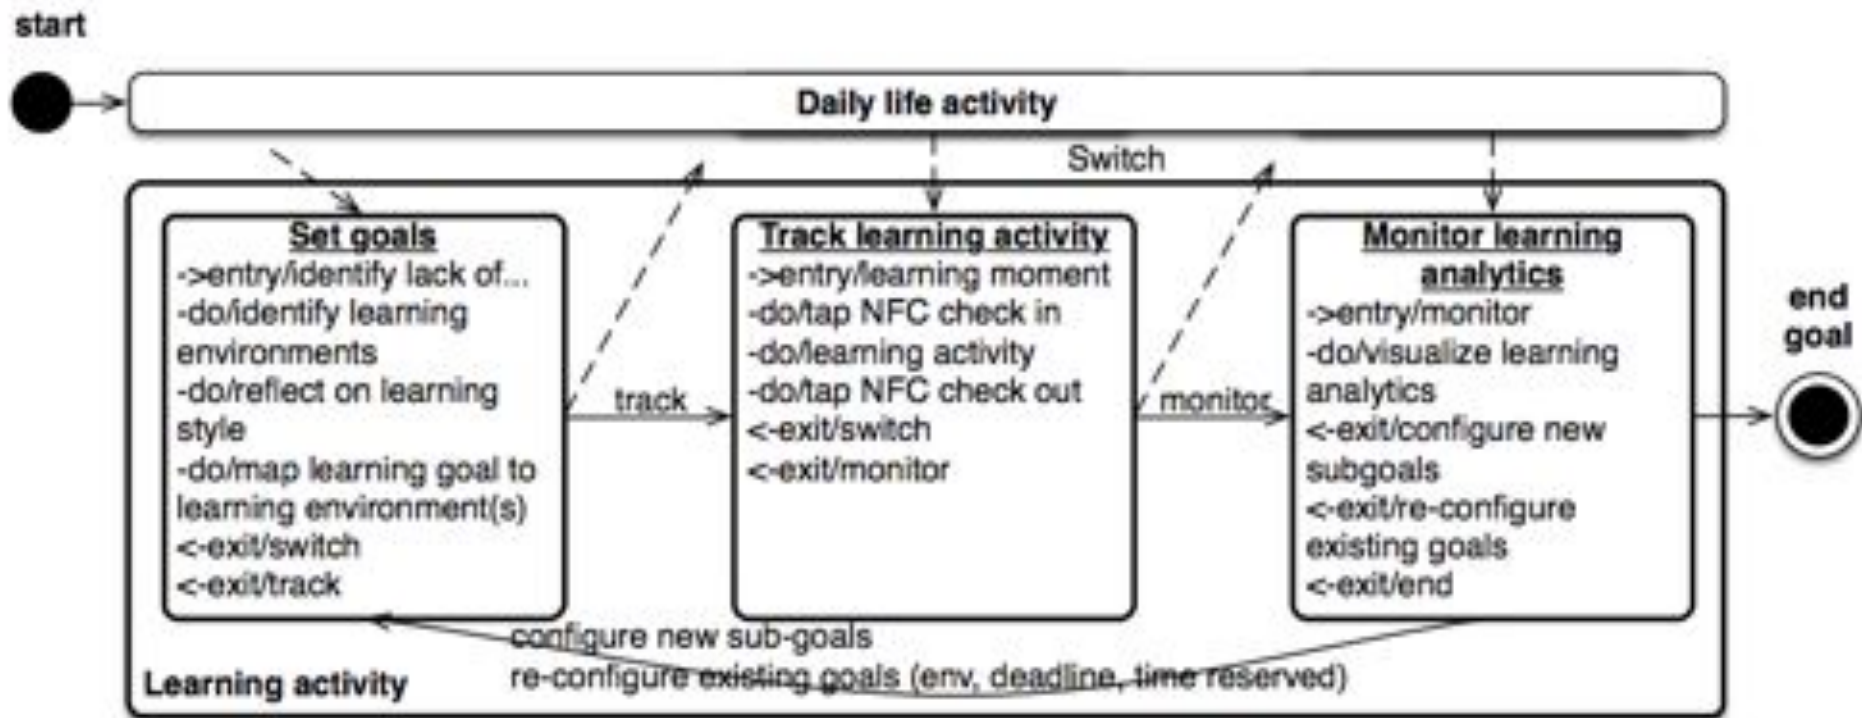 start
Daily life activity
Switch
Set goals
->entry/identify lack of...
-do/identify learning
environments
-do/reflect on learning
style
-do/map learning goal to
learning environment(s)
<-exit/switch
<-exit/track
track
Track learning activity
->entry/learning moment
-do/tap NFC check in
-do/learning activity
-do/tap NFC check out
<-exit/switch
<-exit/monitor
monitor
Monitor learning
analytics
->entry/monitor
-do/visualize learning
analytics
<-exit/configure new
subgoals
<-exit/re-configure
existing goals
<-exit/end
end
goal
configure new sub-goals
re-configure existing goals (env, deadline, time reserved)
Learning activity